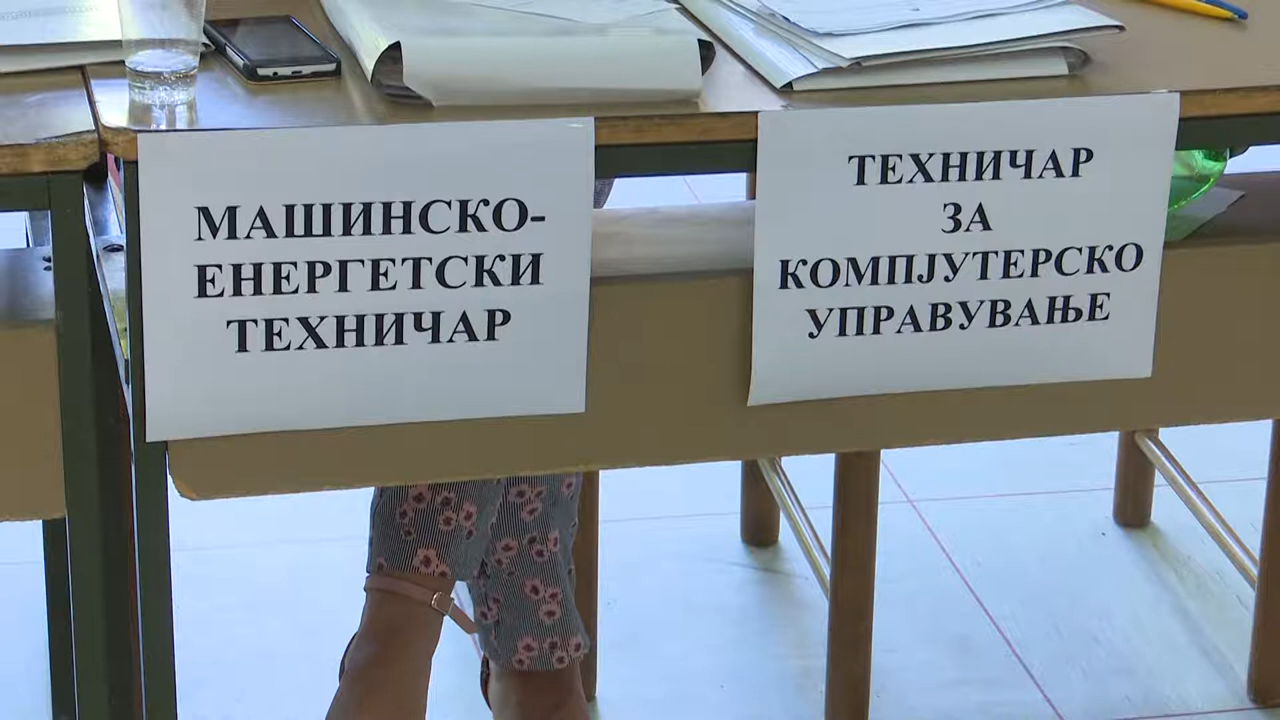 МАШИНСКО-
ЕНЕРГЕТСКИ
ТЕХНИЧАР
ТЕХНИЧАР
ЗА
КОМПЈУТЕРСКО
УПРАВУВАЊЕ